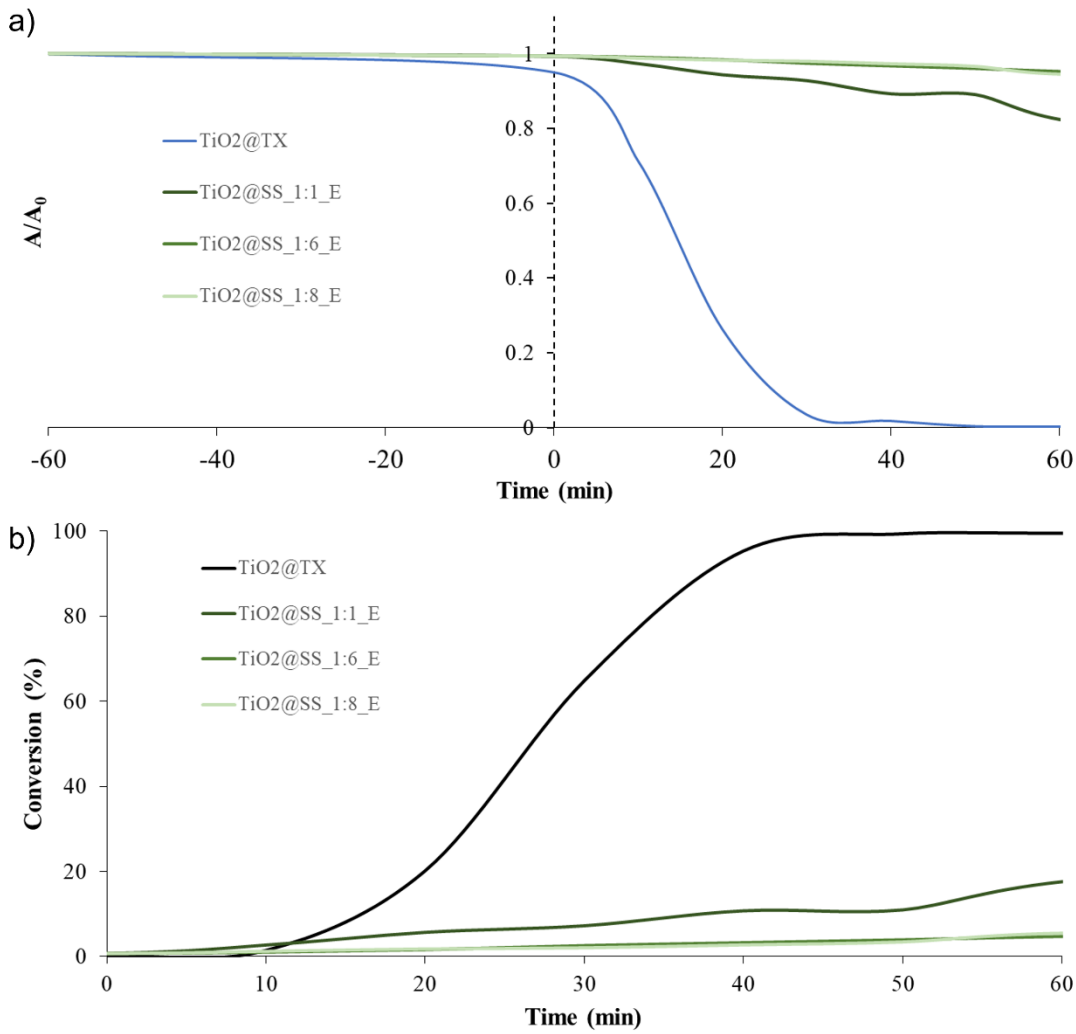 a)
1
0.8
TiO2@TX
TiO2@SS_1:1_E
0.6
A/A0
TiO2@SS_1:6_E
0.4
TiO2@SS_1:8_E
0.2
0
-60 -40 -20 0 20 40 60
Time (min)
b)
100
TiO2@TX
80
TiO2@SS_1:1_E
TiO2@SS_1:6_E
60
TiO2@SS_1:8_E
Conversion (%)
40
20
0
0 10 20 30 40 50 60
Time (min)